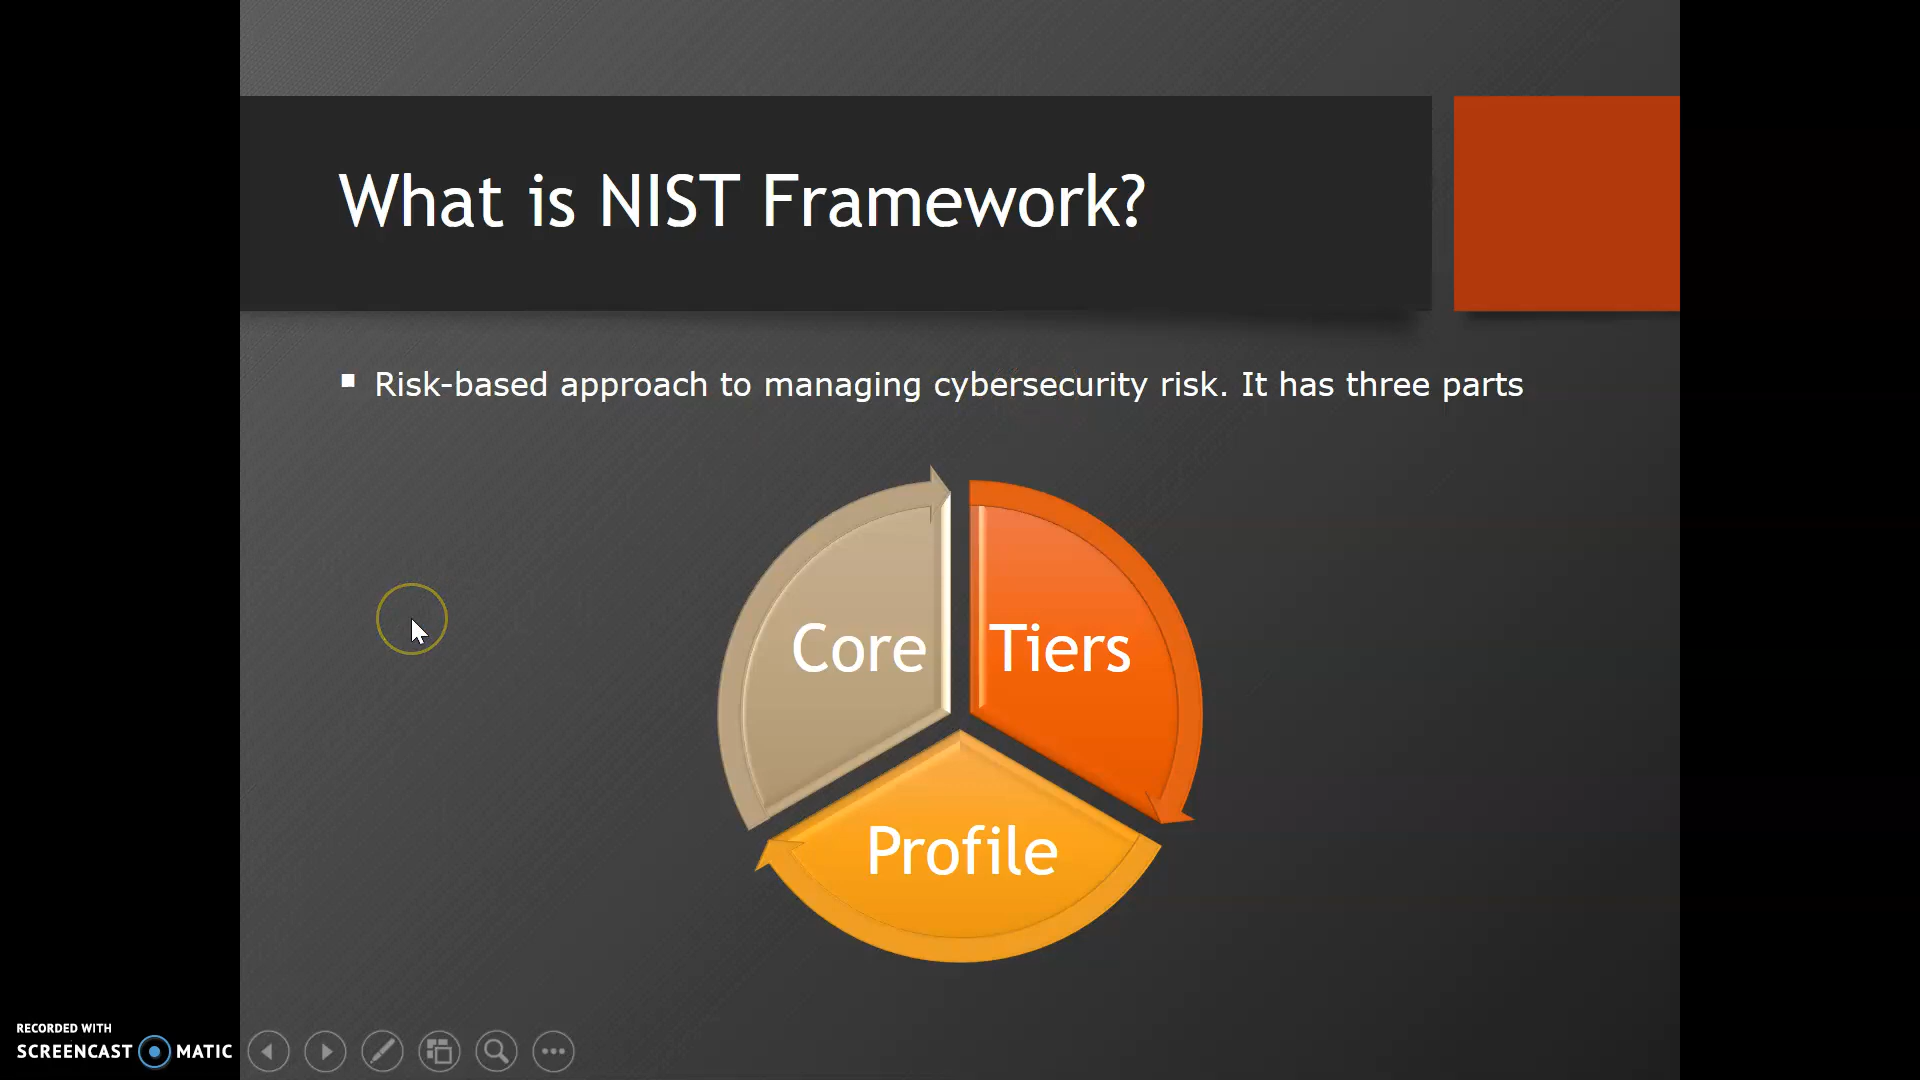 What is NIST Framework?
Risk-based approach to managing cybersecurity risk. It has three parts
Core
Tiers
Profile
RECORDED WITH
SCREENCAST MATIC